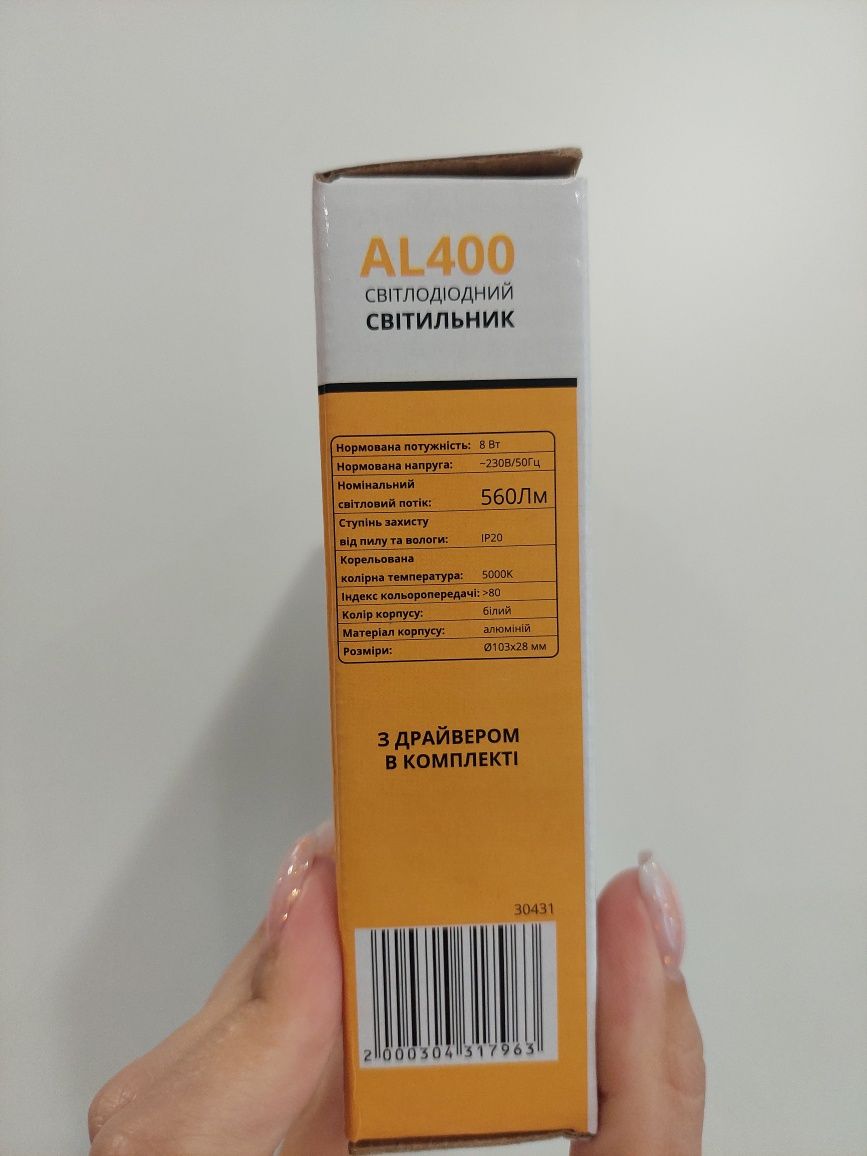 AL400
СВІТЛОДІОДНИЙ
СВІТИЛЬНИК
Нормована потужність: 8 Вт
Нормована напруга: ~230В/50Гц
Номінальний
світловий потік: 560Лм
Ступінь захисту
від пилу та вологи: IP20
Корельована
колірна температура: 5000K
Індекс кольоропередачі: >80
Колір корпусу: білий
Матеріал корпусу: алюміній
Розміри: Ø103x28 мм
З ДРАЙВЕРОМ
В КОМПЛЕКТІ
30431
2 000304 317963